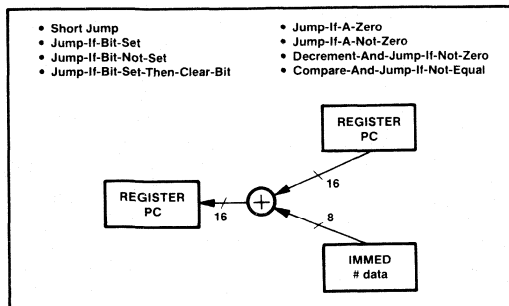 • Short Jump
• Jump-If-Bit-Set
• Jump-If-Bit-Not-Set
• Jump-If-Bit-Set-Then-Clear-Bit
• Jump-If-A-Zero
• Jump-If-A-Not-Zero
• Decrement-And-Jump-If-Not-Zero
• Compare-And-Jump-If-Not-Equal
REGISTER
PC
16
REGISTER
PC
16
+
8
IMMED
# data